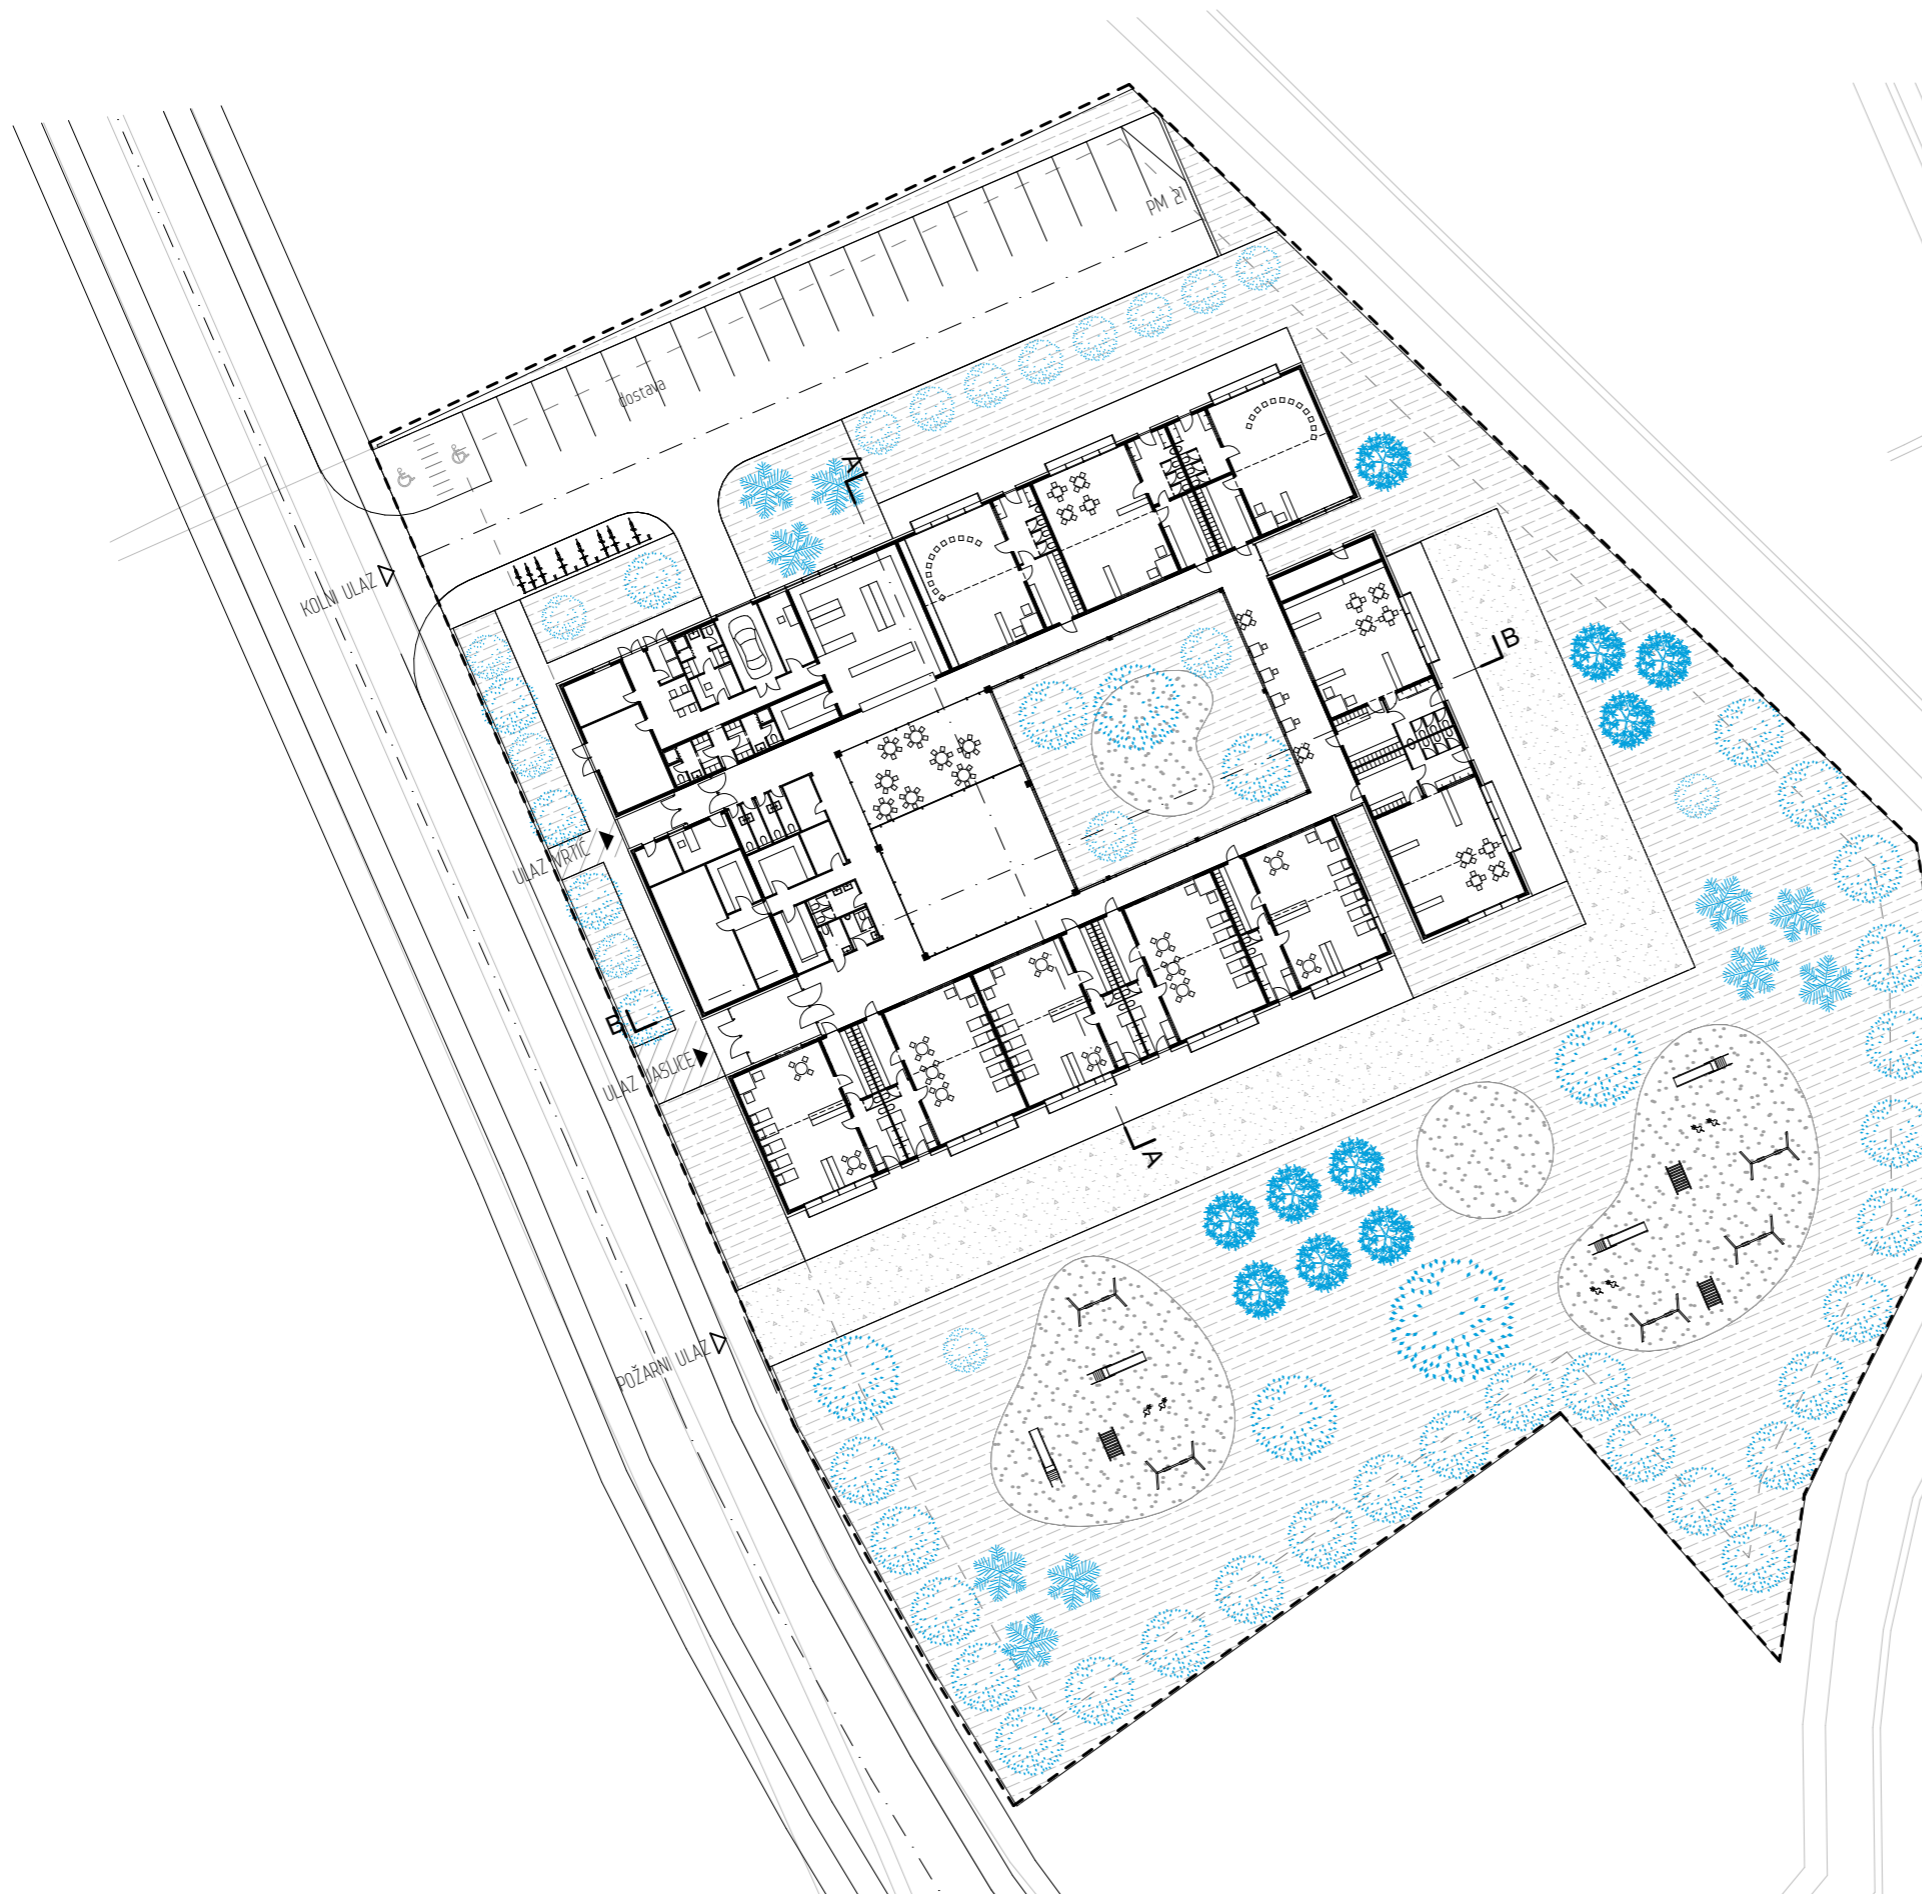 PM 21
dostava
A
KOLNI ULAZ
B
ULAZ VRTIĆ
B
ULAZ JASLICE
A
POŽARNI ULAZ